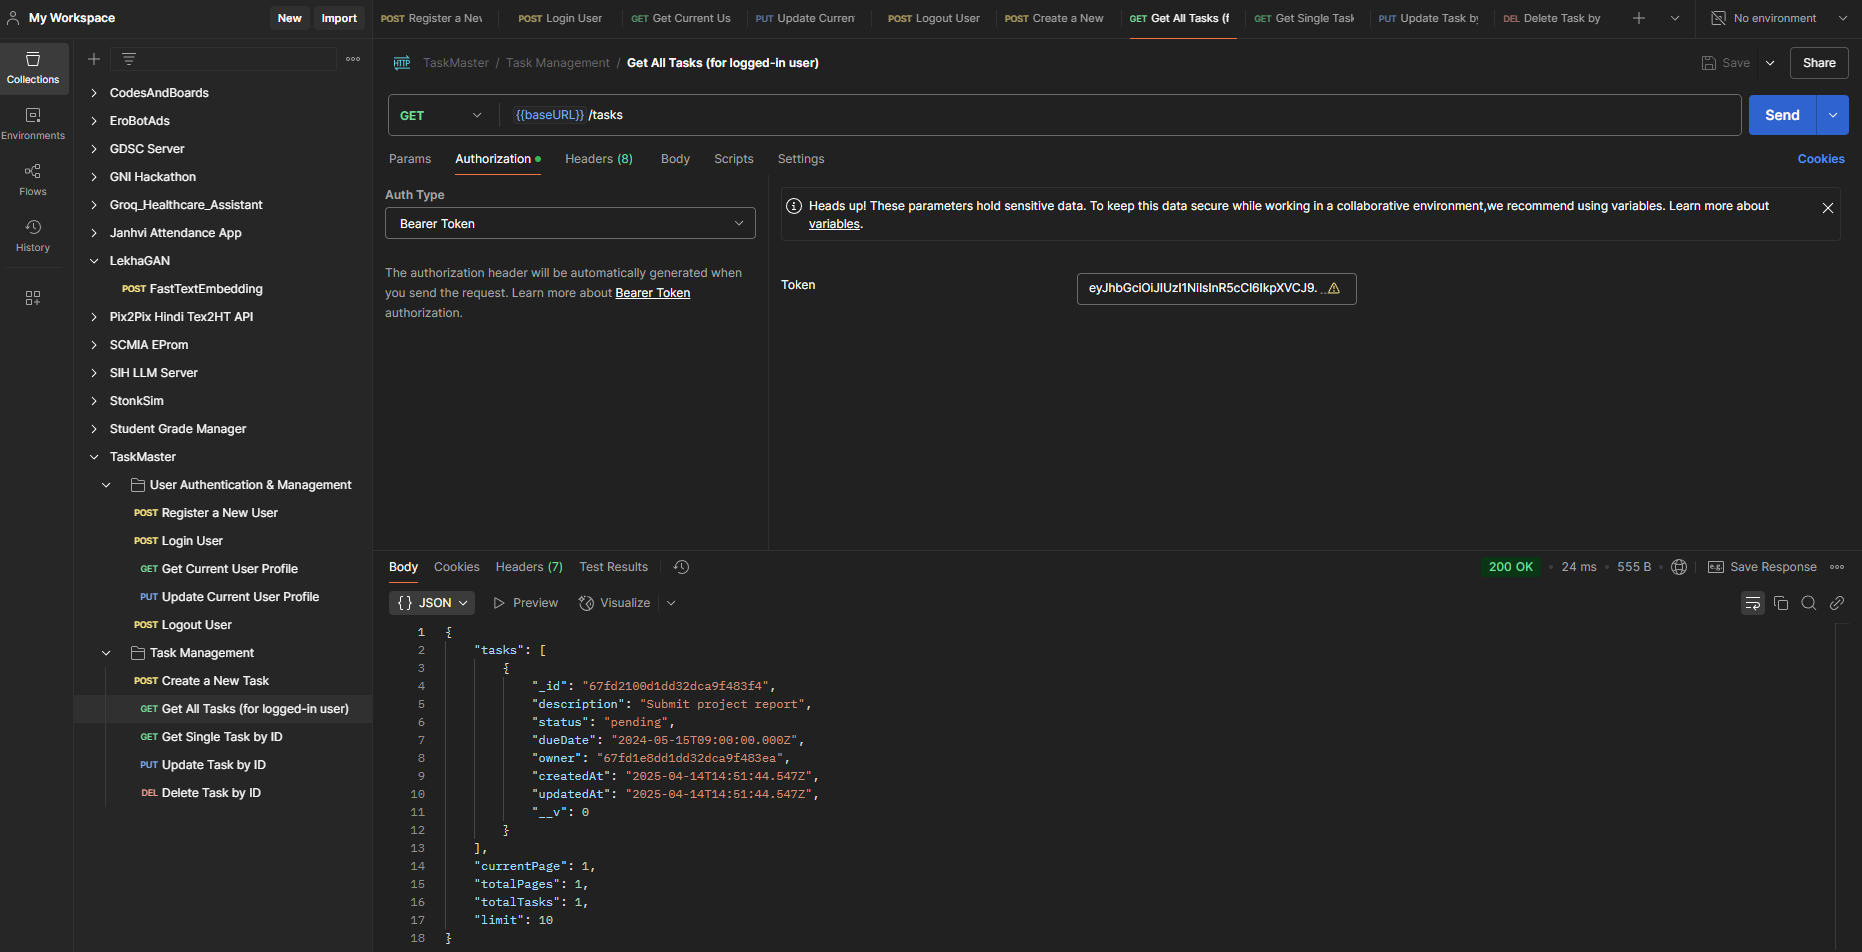 My Workspace
New
Import
POST Register a Nev
POST Login User
GET Get Current Us
PUT Update Curren
POST Logout User
POST Create a New
GET Get All Tasks (f
GET Get Single Task
PUT Update Task by
DEL Delete Task by
No environment
Collections
Environments
Flows
History
CodesAndBoards
EroBotAds
GDSC Server
GNI Hackathon
Groq_Healthcare_Assistant
Janhvi Attendance App
LekhaGAN
POST FastTextEmbedding
Pix2Pix Hindi Tex2HT API
SCMIA EProm
SIH LLM Server
StonkSim
Student Grade Manager
TaskMaster
User Authentication & Management
POST Register a New User
POST Login User
GET Get Current User Profile
PUT Update Current User Profile
POST Logout User
Task Management
POST Create a New Task
GET Get All Tasks (for logged-in user)
GET Get Single Task by ID
PUT Update Task by ID
DEL Delete Task by ID
HTTP TaskMaster / Task Management / Get All Tasks (for logged-in user)
Save
Share
GET {{baseURL}} /tasks
Send
Params Authorization Headers (8) Body Scripts Settings
Cookies
Auth Type
Bearer Token
The authorization header will be automatically generated when
you send the request. Learn more about Bearer Token
authorization.
Heads up! These parameters hold sensitive data. To keep this data secure while working in a collaborative environment,we recommend using variables. Learn more about
variables.
Token
eyJhbGciOiJIUzI1NiIsInR5cCI6IkpXVCJ9.
Body Cookies Headers (7) Test Results
200 OK • 24 ms • 555 B • e.g. Save Response
{} JSON Preview Visualize
1 {
2 "tasks": [
3 {
4 "_id": "67fd2100d1dd32dca9f483f4",
5 "description": "Submit project report",
6 "status": "pending",
7 "dueDate": "2024-05-15T09:00:00.000Z",
8 "owner": "67fd1e8dd1dd32dca9f483ea",
9 "createdAt": "2025-04-14T14:51:44.547Z",
10 "updatedAt": "2025-04-14T14:51:44.547Z",
11 "__v": 0
12 }
13 ],
14 "currentPage": 1,
15 "totalPages": 1,
16 "totalTasks": 1,
17 "limit": 10
18 }